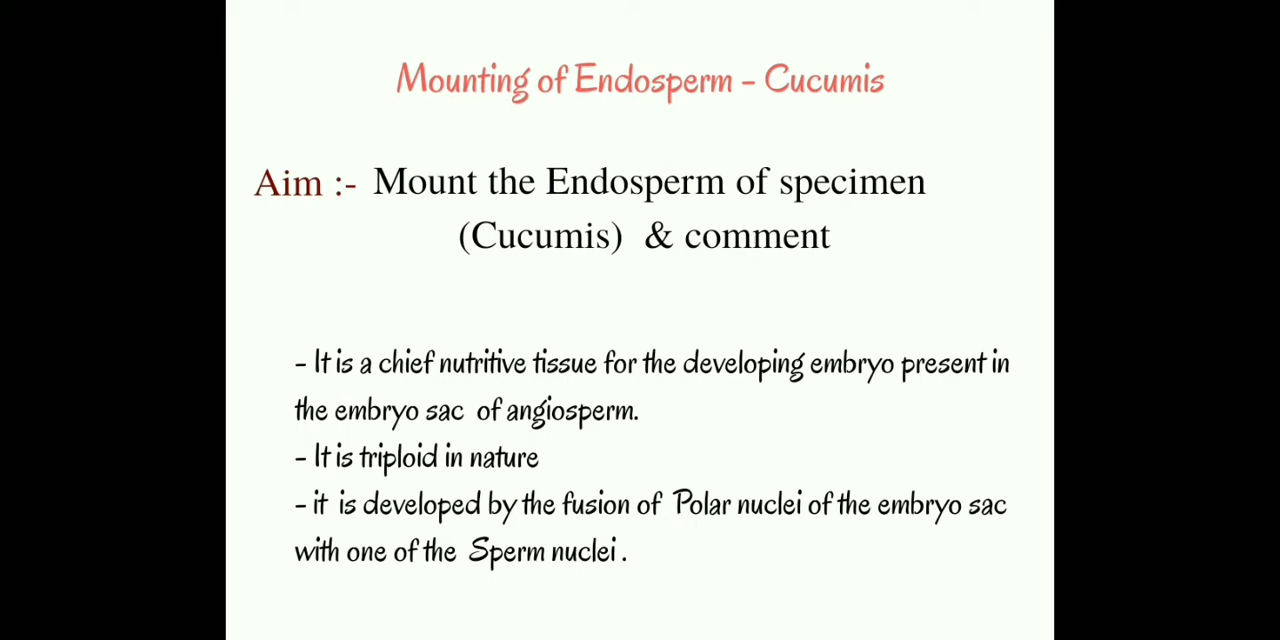 Mounting of Endosperm - Cucumis
Aim :- Mount the Endosperm of specimen
(Cucumis) & comment
- It is a chief nutritive tissue for the developing embryo present in
the embryo sac of angiosperm.
- It is triploid in nature
- it is developed by the fusion of Polar nuclei of the embryo sac
with one of the Sperm nuclei.